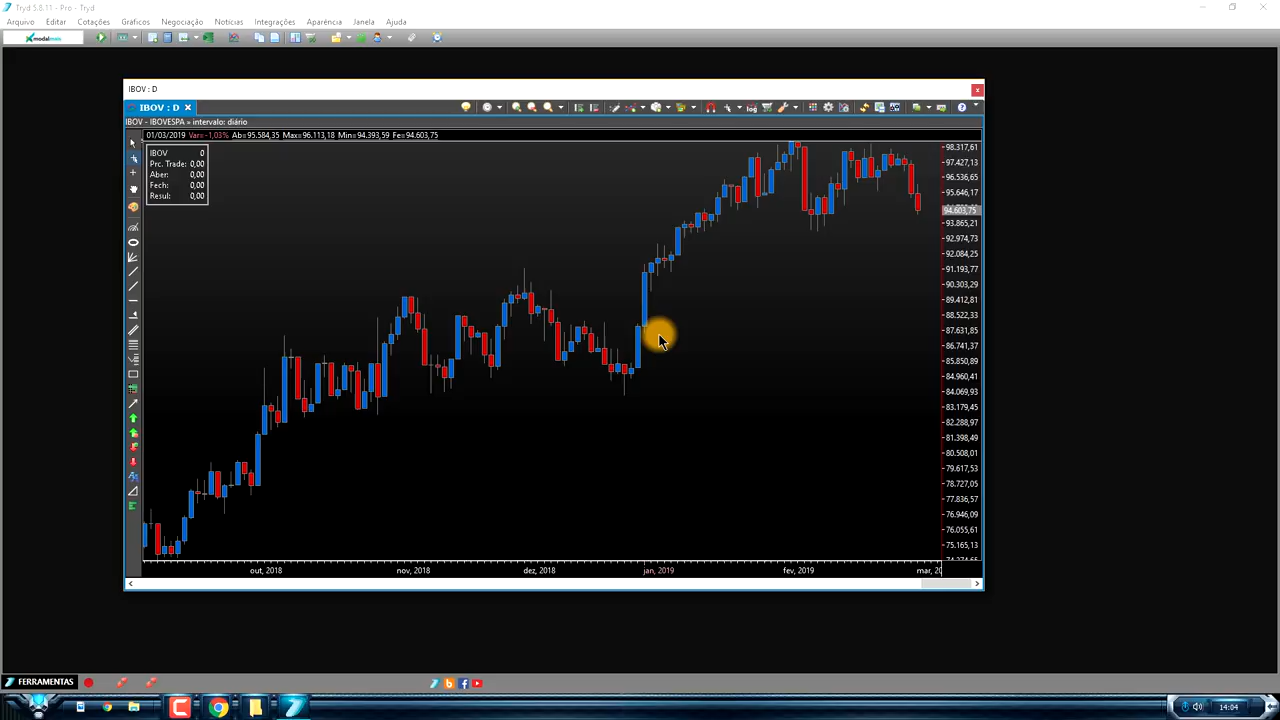 Tryd 5.8.11 - Pro - Tryd
Arquivo Editar Cotações Gráficos Negociação Notícias Integrações Aparência Janela Ajuda
modalmais
IBOV : D
IBOV : D
log
IBOV - IBOVESPA » intervalo: diário
01/03/2019 Var=-1,03% Ab=95.584,35 Max=96.113,18 Min=94.393,59 Fe=94.603,75
IBOV 0
Prc. Trade: 0,00
Aber: 0,00
Fech: 0,00
Resul: 0,00
98.317,61
97.427,13
96.536,65
95.646,17
94.603,75
93.865,21
92.974,73
92.084,25
91.193,77
90.303,29
89.412,81
88.522,33
87.631,85
86.741,37
85.850,89
84.960,41
84.069,93
83.179,45
82.288,97
81.398,49
80.508,01
79.617,53
78.727,05
77.836,57
76.946,09
76.055,61
75.165,13
out, 2018 nov, 2018 dez, 2018 jan, 2019 fev, 2019 mar, 20
FERRAMENTAS
14:04